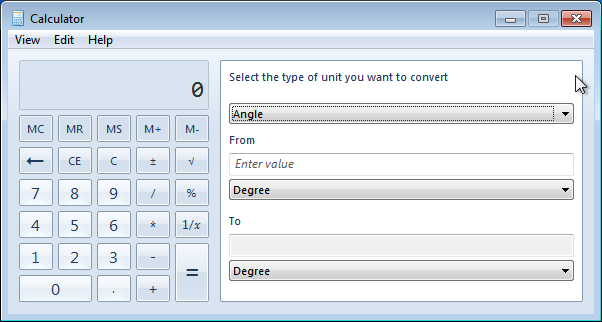 Calculator
View Edit Help
0
MC MR MS M+ M-
← CE C ± √
7 8 9 / %
4 5 6 * 1/x
1 2 3 - =
0 . +
Select the type of unit you want to convert
Angle
From
Enter value
Degree
To
Degree